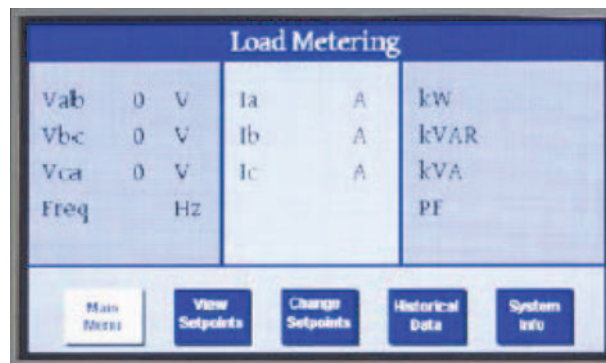 Load Metering
Vab 0 V Ia A kW
Vbc 0 V Ib A kVAR
Vca 0 V Ic A kVA
Freq Hz PF
Main Menu View Setpoints Change Setpoints Historical Data System Info